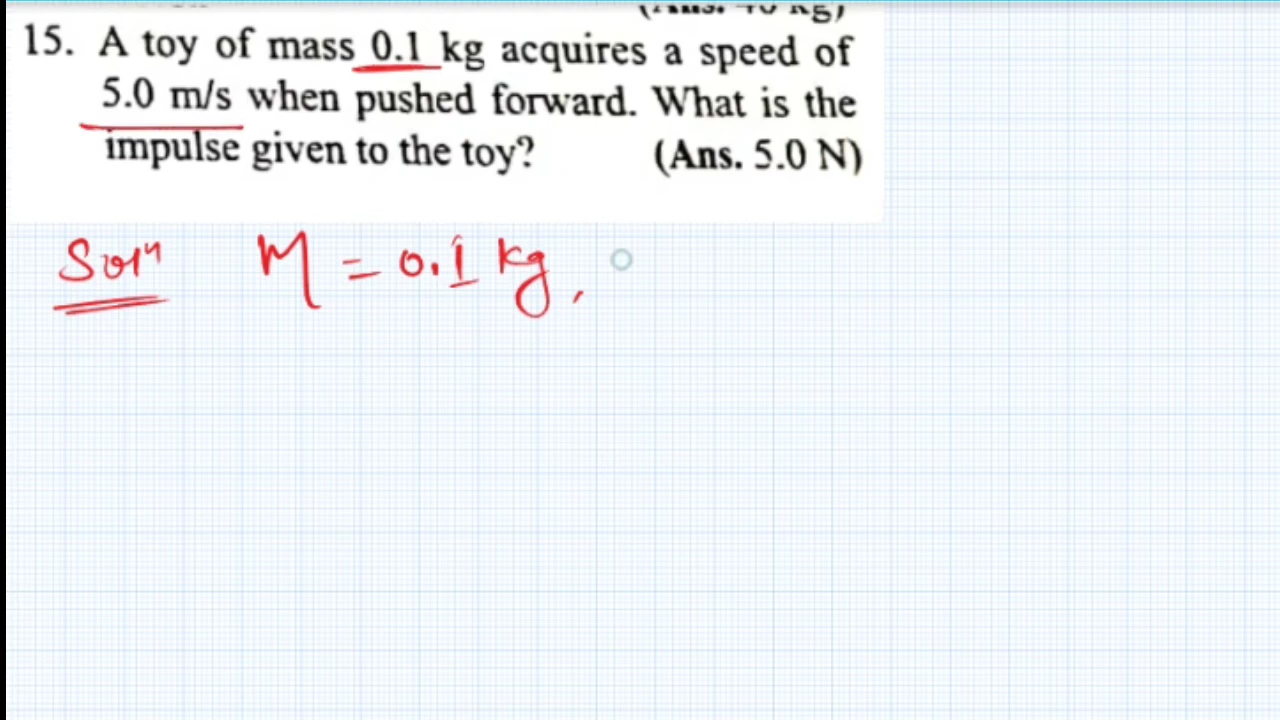 15. A toy of mass 0.1 kg acquires a speed of
5.0 m/s when pushed forward. What is the
impulse given to the toy? (Ans. 5.0 N)
Solⁿ M = 0.1 kg,